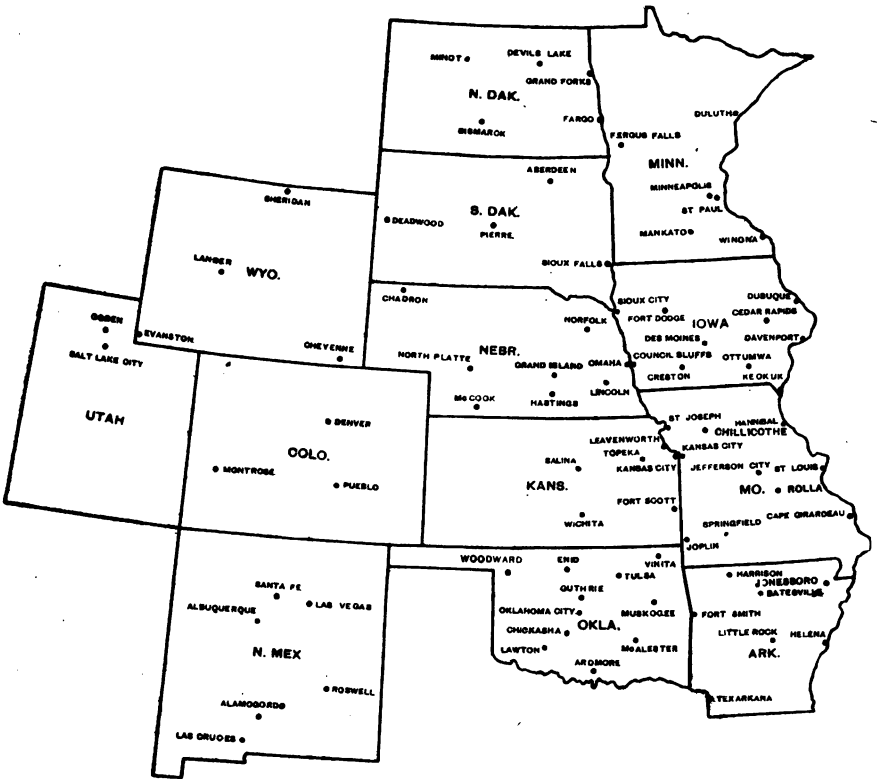 MINOT
DEVILS LAKE
GRAND FORKS
N. DAK.
BISMARCK
FARGO
DULUTH
FERGUS FALLS
MINN.
MINNEAPOLIS
ST PAUL
MANKATO
WINONA
ABERDEEN
S. DAK.
DEADWOOD
PIERRE.
SIOUX FALLS
SHERIDAN
LANDER
WYO.
EVANSTON
CHEYENNE
OGDEN
SALT LAKE CITY
UTAH
CHADRON
NORFOLK
NORTH PLATTE
NEBR.
GRAND ISLAND
OMAHA
LINCOLN
McCOOK
HASTINGS
SIOUX CITY
FORT DODGE
IOWA
DUBUQUE
CEDAR RAPIDS
DES MOINES
DAVENPORT
COUNCIL BLUFFS
OTTUMWA
CRESTON
KEOKUK
DENVER
COLO.
MONTROSE
PUEBLO
LEAVENWORTH
TOPEKA
SALINA
KANSAS CITY
KANS.
FORT SCOTT
WICHITA
ST JOSEPH
HANNIBAL
CHILLICOTHE
KANSAS CITY
JEFFERSON CITY
ST LOUIS
MO.
ROLLA
CAPE GIRARDEAU
SPRINGFIELD
JOPLIN
WOODWARD
ENID
VINITA
TULSA
GUTHRIE
OKLAHOMA CITY
MUSKOGEE
OKLA.
CHICKASHA
LAWTON
McALESTER
ARDMORE
HARRISON
JONESBORO
BATESVILLE
FORT SMITH
LITTLE ROCK
HELENA
ARK.
TEXARKANA
SANTA FE
ALBUQUERQUE
LAS VEGAS
N. MEX
ROSWELL
ALAMOGORDO
LAS CRUCES